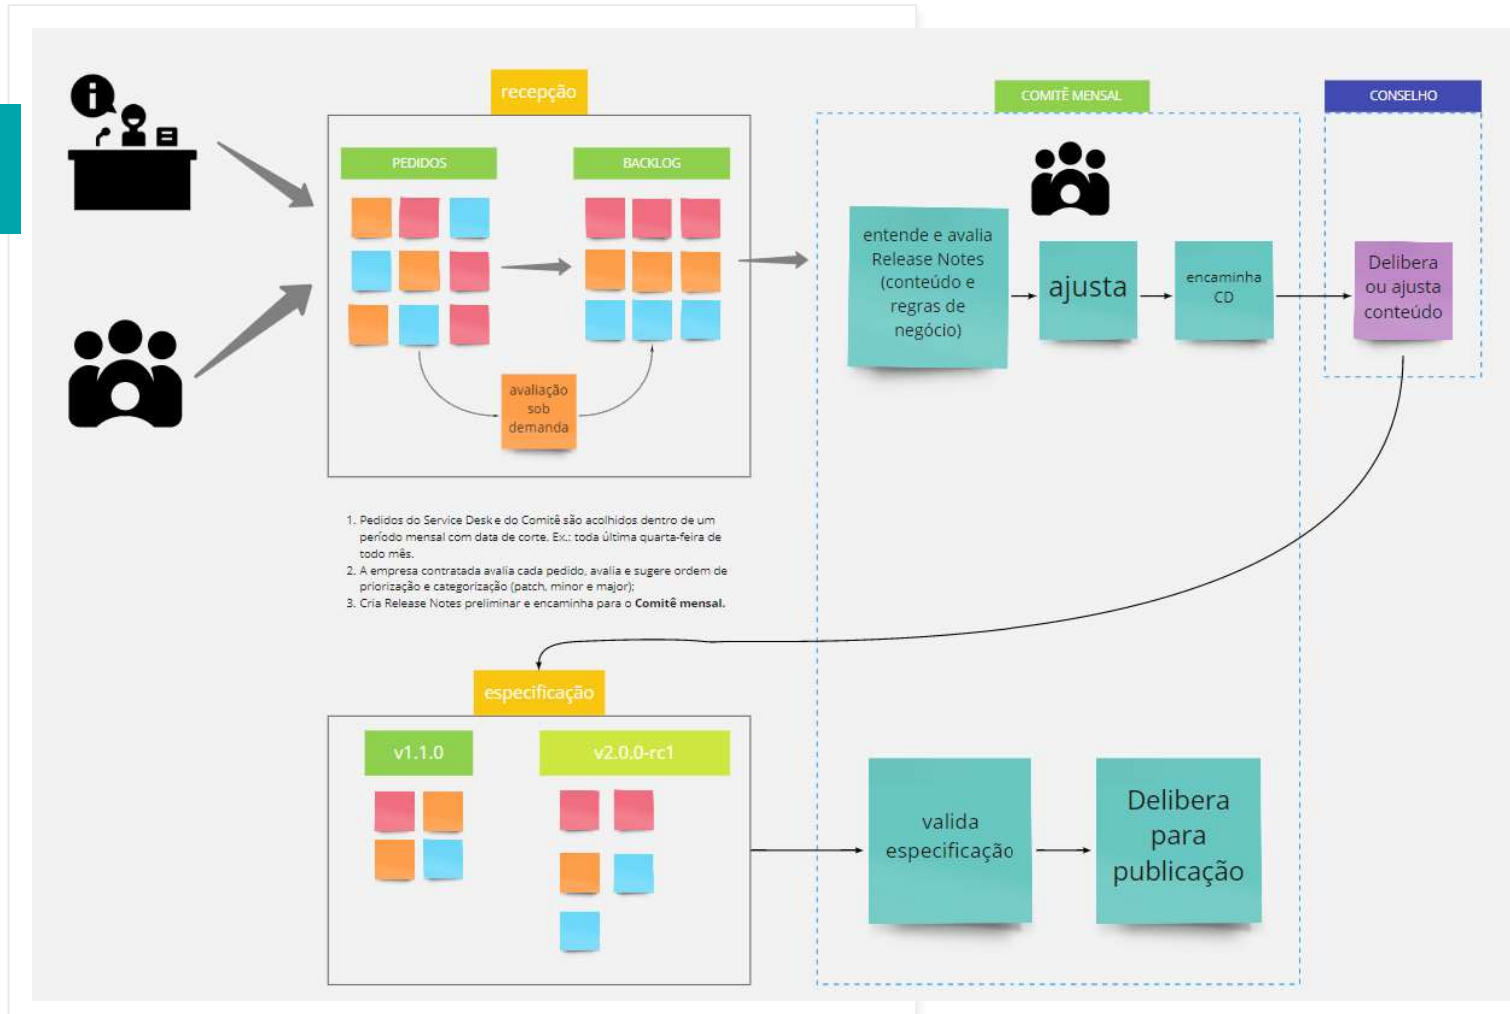 recepção
PEDIDOS
BACKLOG
avaliação
sob
demanda
COMITÊ MENSAL
CONSELHO
entende e avalia
Release Notes
(conteúdo e
regras de
negócio)
ajusta
encaminha
CD
Delibera
ou ajusta
conteúdo
1. Pedidos do Service Desk e do Comitê são acolhidos dentro de um
período mensal com data de corte. Ex.: toda última quarta-feira de
todo mês.
2. A empresa contratada avalia cada pedido, avalia e sugere ordem de
priorização e categorização (patch, minor e major);
3. Cria Release Notes preliminar e encaminha para o Comitê mensal.
especificação
v1.1.0
v2.0.0-rc1
valida
especificação
Delibera
para
publicação